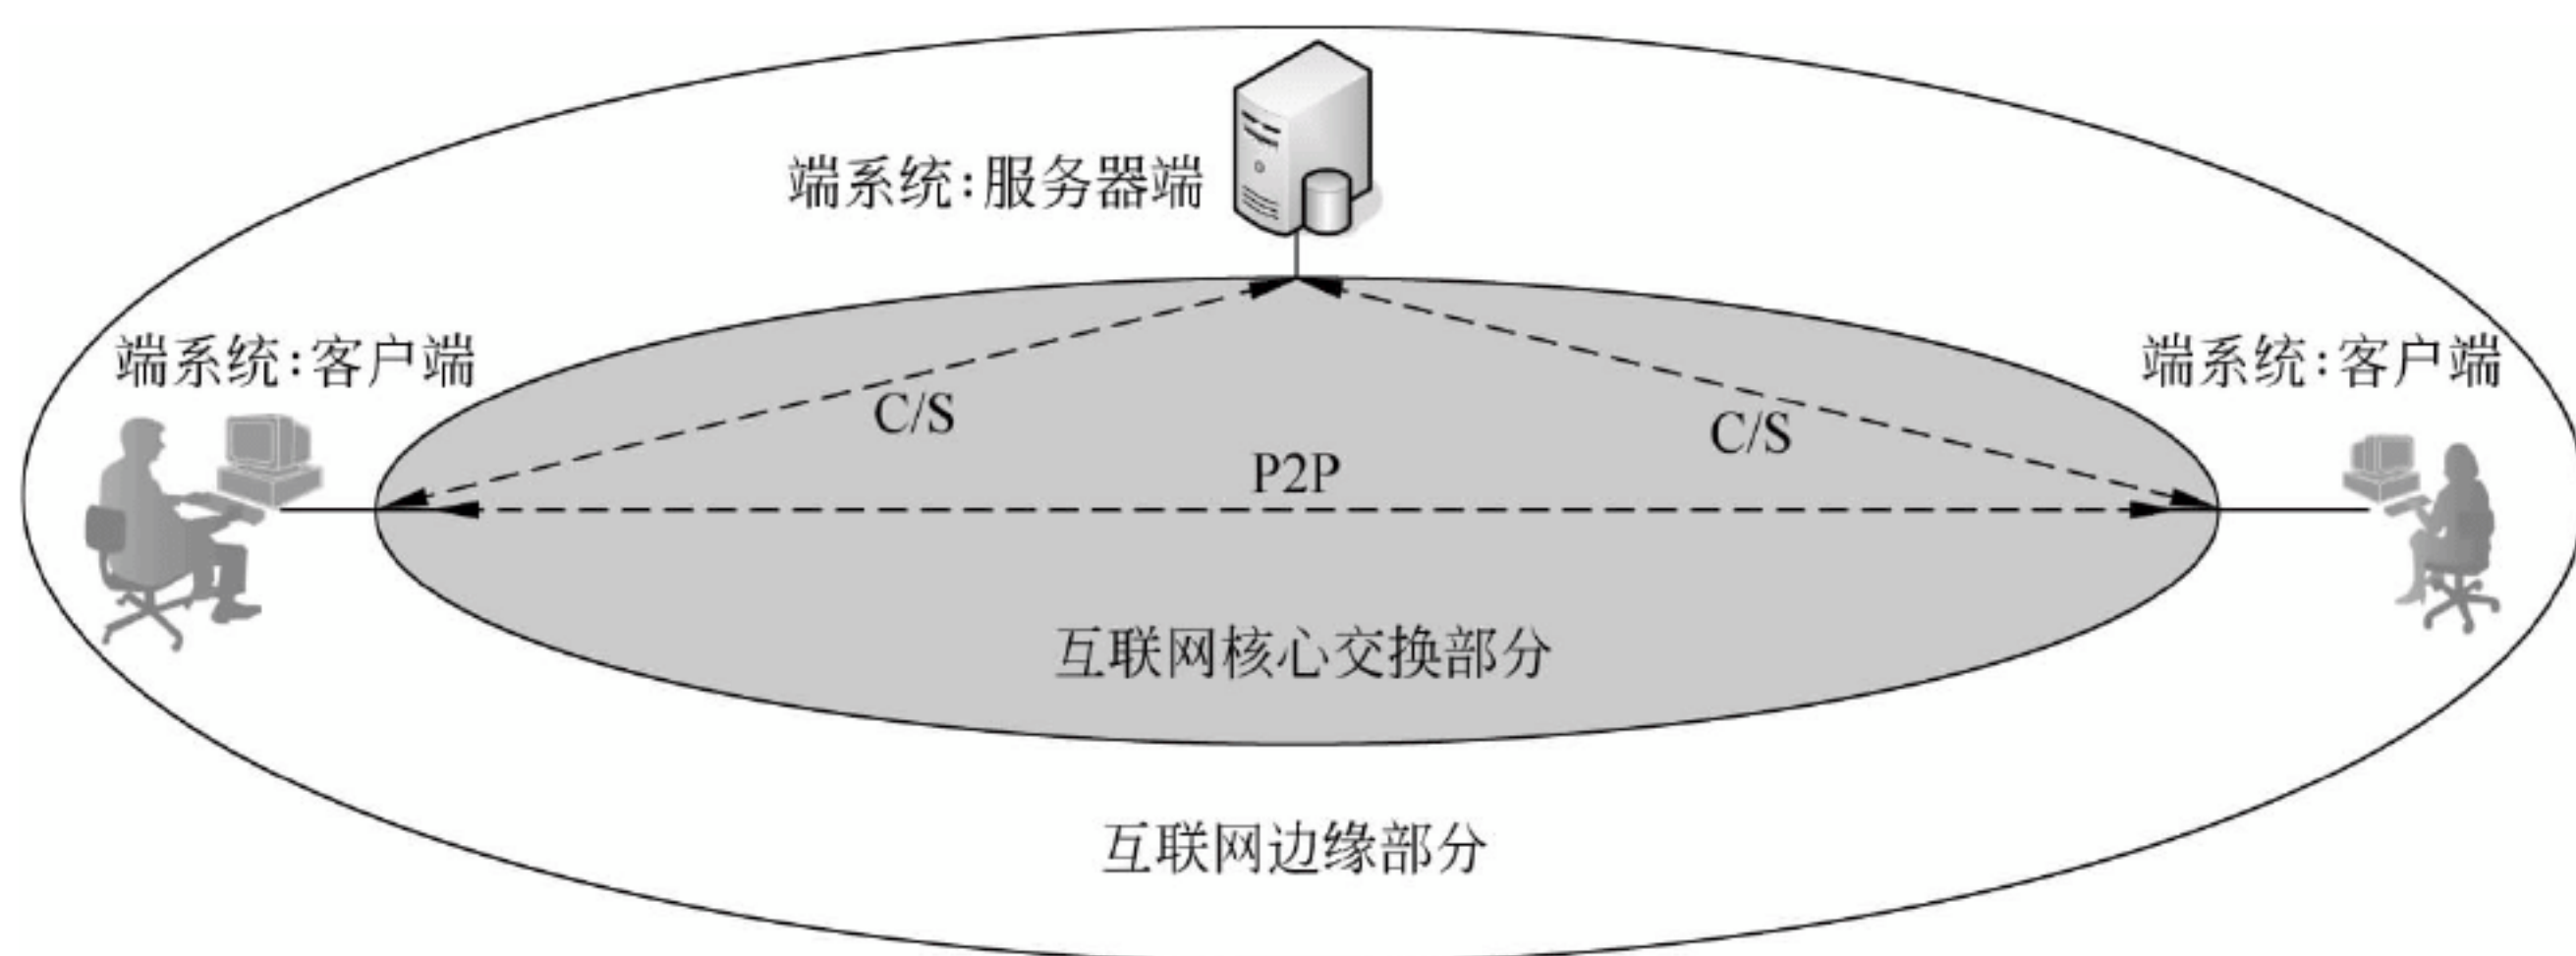 端系统:服务器端
端系统:客户端
端系统:客户端
C/S
C/S
P2P
互联网核心交换部分
互联网边缘部分